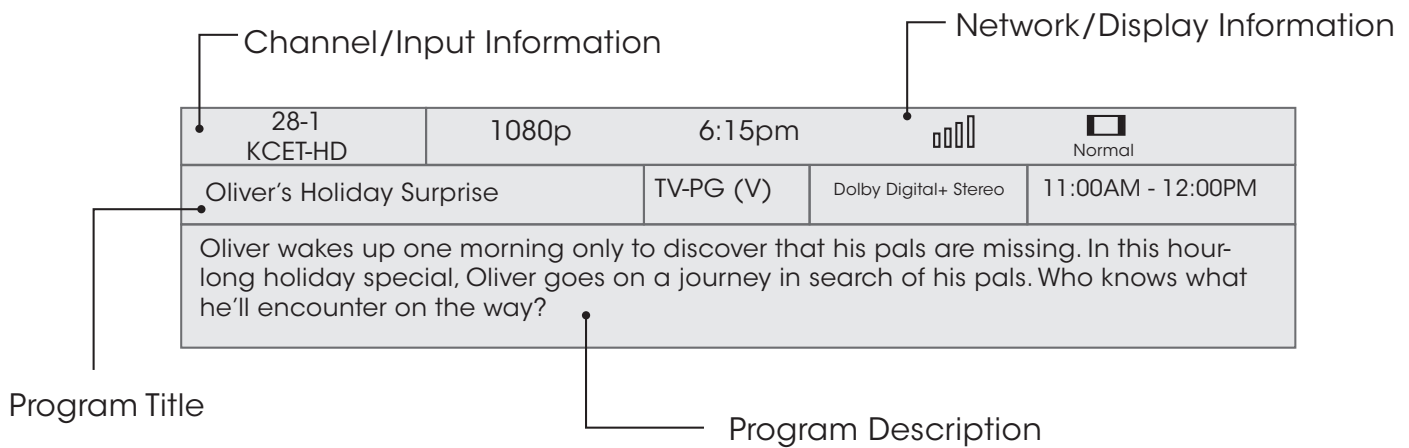 Channel/Input Information
Network/Display Information
28-1
KCET-HD
1080p
6:15pm
Normal
Oliver's Holiday Surprise
TV-PG (V)
Dolby Digital+ Stereo
11:00AM - 12:00PM
Oliver wakes up one morning only to discover that his pals are missing. In this hour-
long holiday special, Oliver goes on a journey in search of his pals. Who knows what
he'll encounter on the way?
Program Title
Program Description